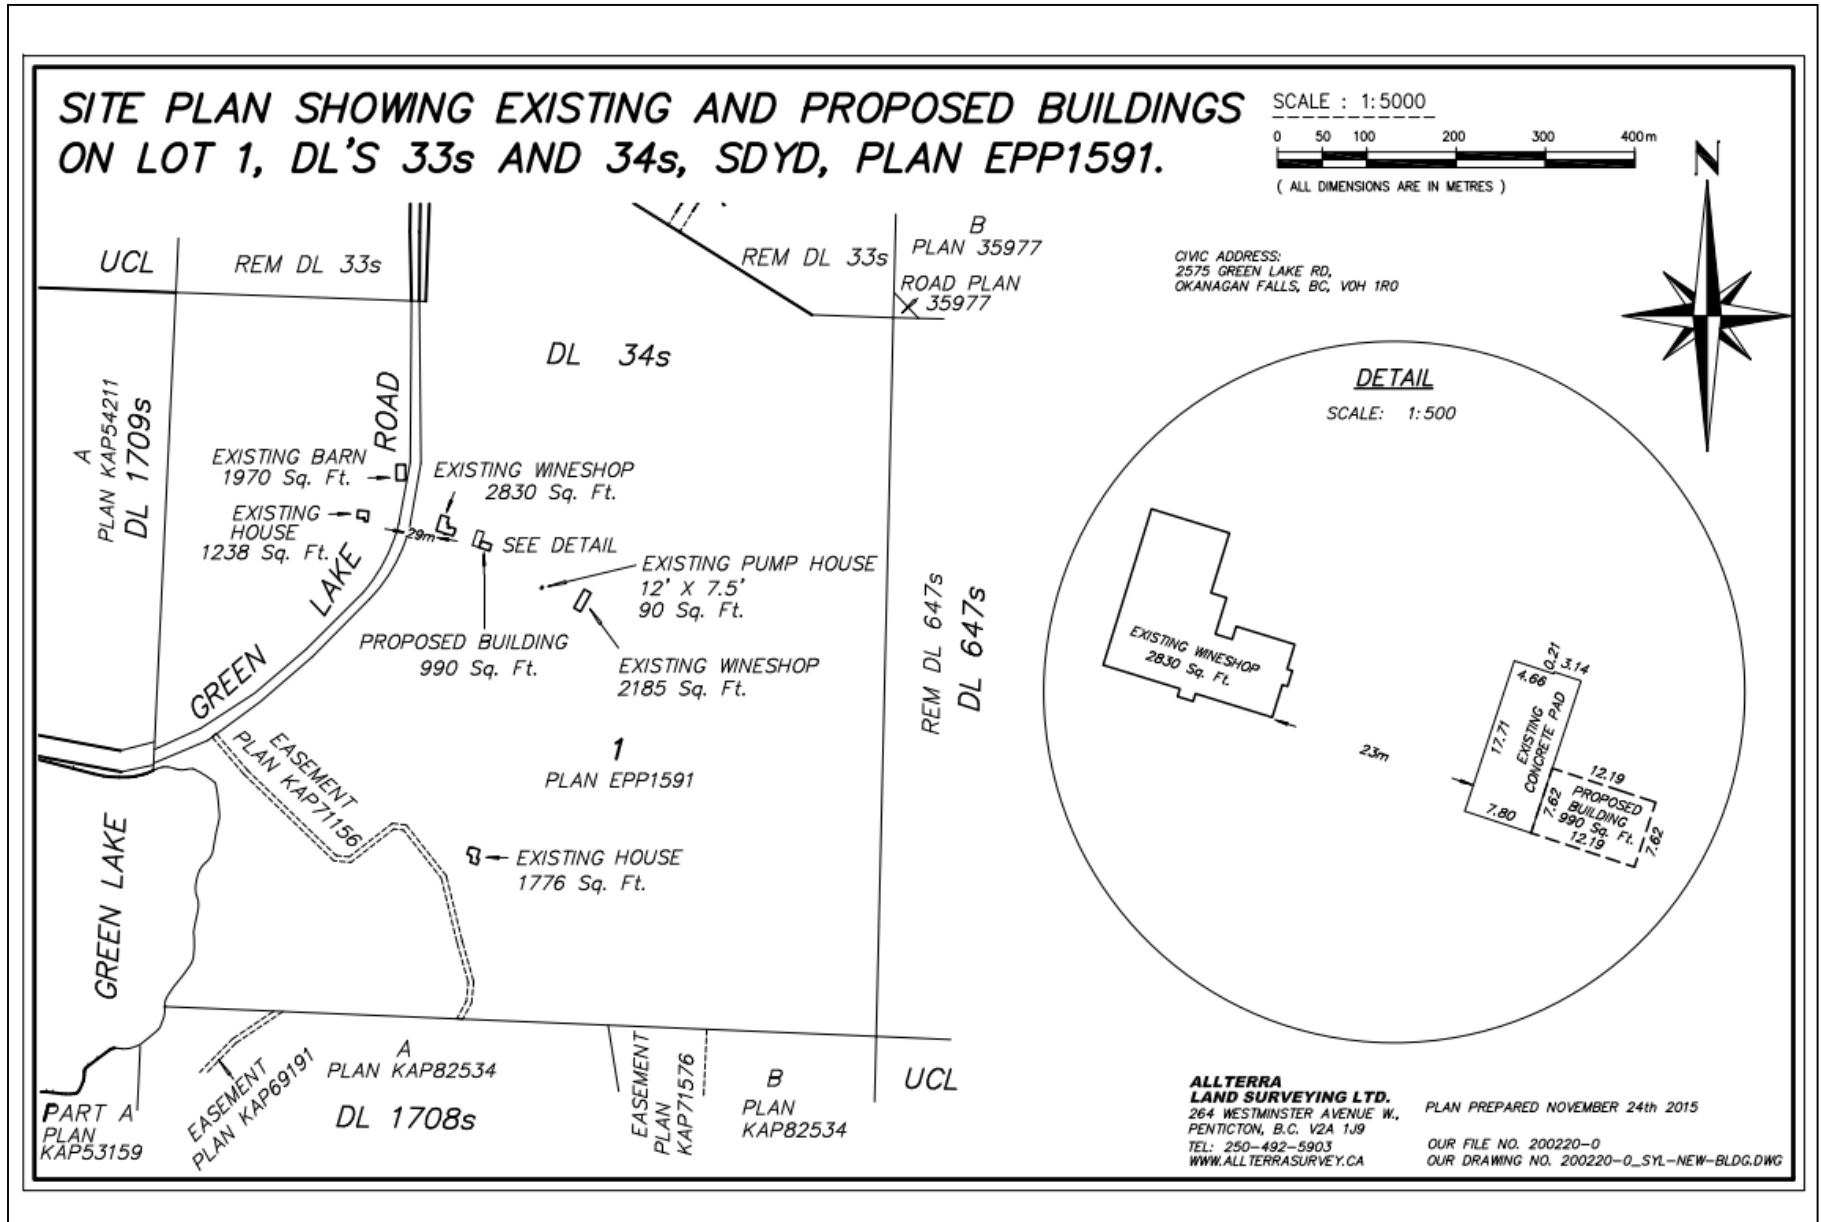 SITE PLAN SHOWING EXISTING AND PROPOSED BUILDINGS
ON LOT 1, DL'S 33s AND 34s, SDYD, PLAN EPP1591.
SCALE : 1:5000
0 50 100 200 300 400m
( ALL DIMENSIONS ARE IN METRES )
N
CIVIC ADDRESS:
2575 GREEN LAKE RD,
OKANAGAN FALLS, BC, V0H 1R0
UCL
REM DL 33s
REM DL 33s
B
PLAN 35977
ROAD PLAN
35977
DL 34s
A
PLAN KAP54211
DL 1709s
ROAD
LAKE
GREEN
EXISTING BARN
1970 Sq. Ft.
EXISTING WINESHOP
2830 Sq. Ft.
EXISTING
HOUSE
1238 Sq. Ft.
29m
SEE DETAIL
EXISTING PUMP HOUSE
12' X 7.5'
90 Sq. Ft.
PROPOSED BUILDING
990 Sq. Ft.
EXISTING WINESHOP
2185 Sq. Ft.
REM DL 647s
DL 647s
EASEMENT
PLAN KAP71156
1
PLAN EPP1591
GREEN LAKE
EXISTING HOUSE
1776 Sq. Ft.
PART A
PLAN
KAP53159
EASEMENT
PLAN KAP69191
A
PLAN KAP82534
DL 1708s
EASEMENT
PLAN
KAP71576
B
PLAN
KAP82534
UCL
DETAIL
SCALE: 1:500
EXISTING WINESHOP
2830 Sq. Ft.
23m
0.21
3.14
4.66
17.71
EXISTING
CONCRETE PAD
7.80
12.19
7.62
PROPOSED
BUILDING
990 Sq. Ft.
12.19
7.62
ALLTERRA
LAND SURVEYING LTD.
264 WESTMINSTER AVENUE W.,
PENTICTON, B.C. V2A 1J9
TEL: 250-492-5903
WWW.ALLTERRASURVEY.CA
PLAN PREPARED NOVEMBER 24th 2015
OUR FILE NO. 200220-0
OUR DRAWING NO. 200220-0_SYL-NEW-BLDG.DWG